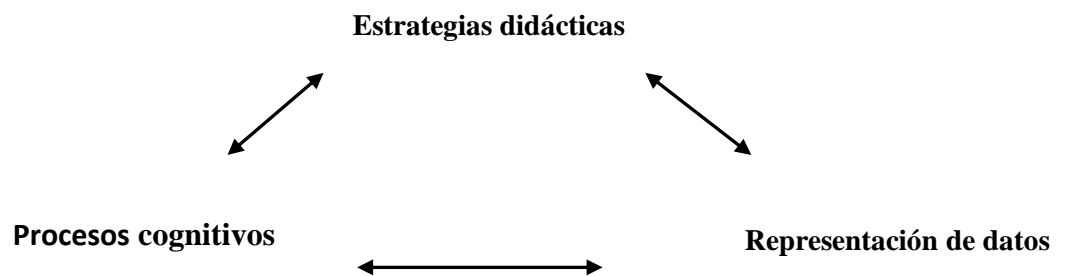 Estrategias didácticas
Procesos cognitivos
Representación de datos